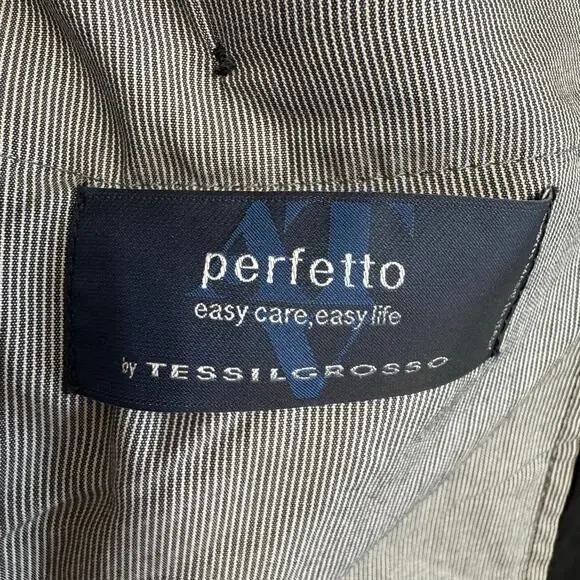 perfetto
easy care, easy life
by TESSILGROSSO